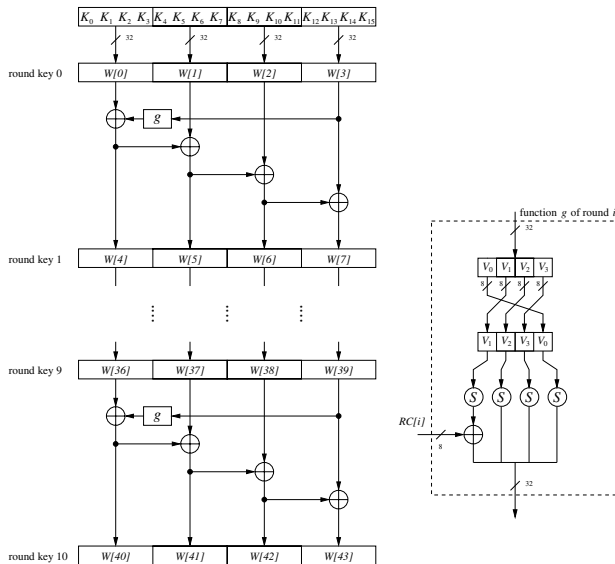 K0 K1 K2 K3 K4 K5 K6 K7 K8 K9 K10 K11 K12 K13 K14 K15
32 32 32 32
round key 0 W[0] W[1] W[2] W[3]
g
function g of round i
32
round key 1 W[4] W[5] W[6] W[7]
V0 V1 V2 V3
8 8 8 8
V1 V2 V3 V0
round key 9 W[36] W[37] W[38] W[39]
S S S S
g
RC[i]
8
32
round key 10 W[40] W[41] W[42] W[43]